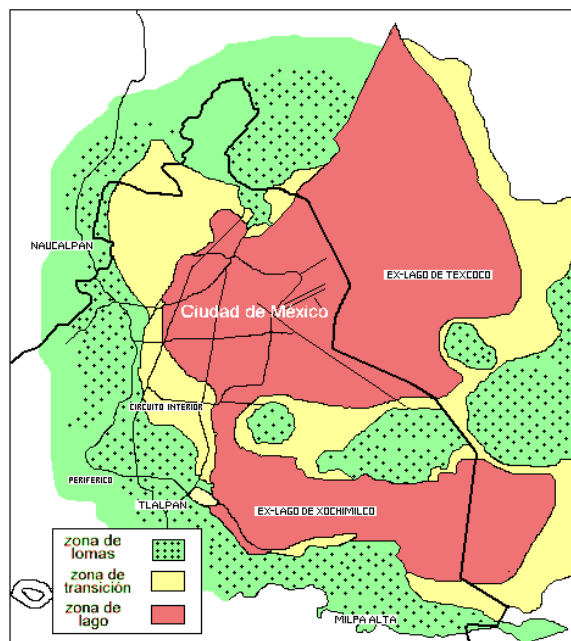 NAUCALPAN
EX-LAGO DE TEXCOCO
Ciudad de México
CIRCUITO INTERIOR
PERIFERICO
TLALPAN
EX-LAGO DE XOCHIMILCO
zona de
lomas
zona de
transición
zona de
lago
MILPA ALTA